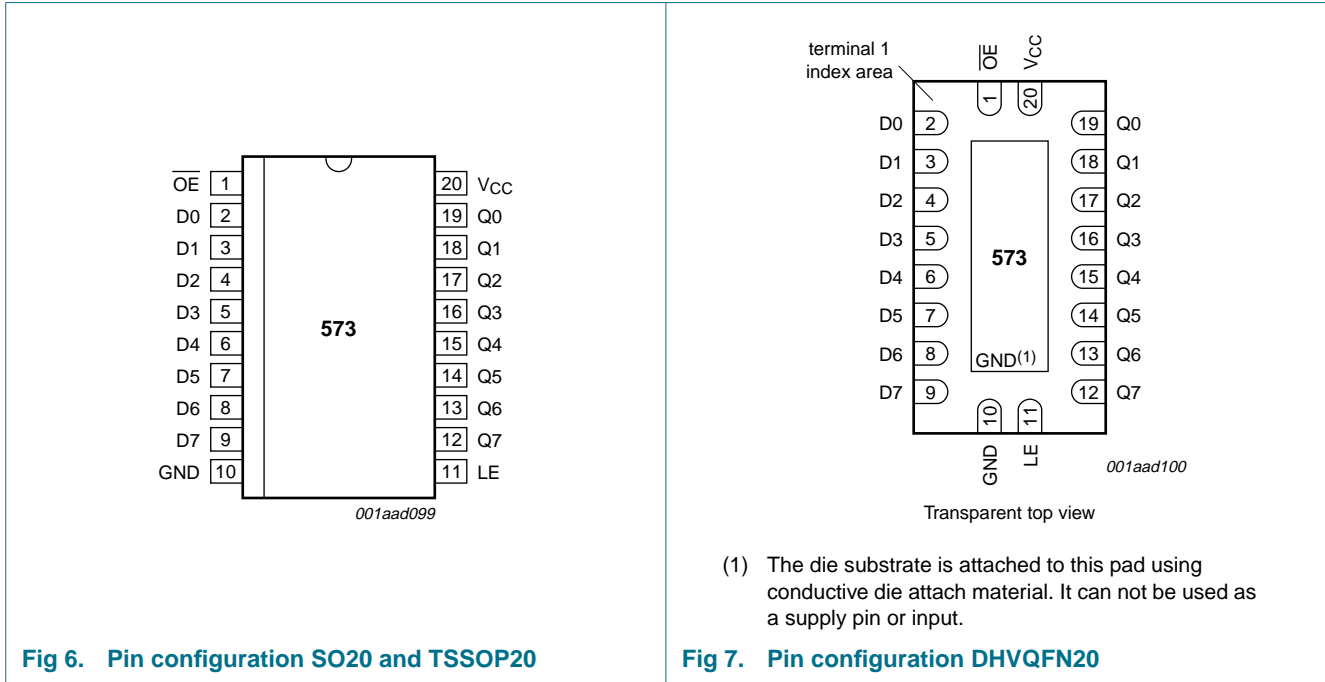 OE 1
D0 2
D1 3
D2 4
D3 5
D4 6
D5 7
D6 8
D7 9
GND 10
573
20 VCC
19 Q0
18 Q1
17 Q2
16 Q3
15 Q4
14 Q5
13 Q6
12 Q7
11 LE
001aad099
Fig 6. Pin configuration SO20 and TSSOP20
terminal 1
index area
OE
VCC
1
20
D0 2
D1 3
D2 4
D3 5
D4 6
D5 7
D6 8
D7 9
573
GND(1)
19 Q0
18 Q1
17 Q2
16 Q3
15 Q4
14 Q5
13 Q6
12 Q7
10
11
GND
LE
001aad100
Transparent top view
(1) The die substrate is attached to this pad using
conductive die attach material. It can not be used as
a supply pin or input.
Fig 7. Pin configuration DHVQFN20